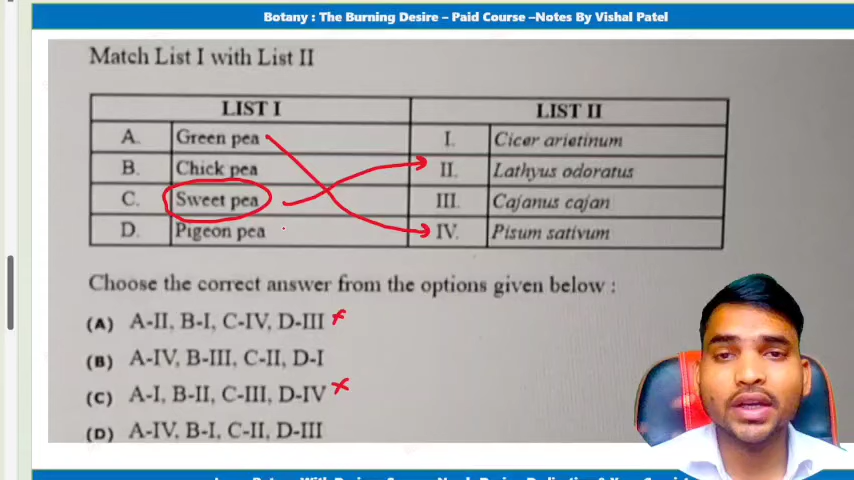 Botany : The Burning Desire – Paid Course –Notes By Vishal Patel
Match List I with List II
LIST I LIST II
A. Green pea I. Cicer arietinum
B. Chick pea II. Lathyus odoratus
C. Sweet pea III. Cajanus cajan
D. Pigeon pea IV. Pisum sativum
Choose the correct answer from the options given below :
(A) A-II, B-I, C-IV, D-III
(B) A-IV, B-III, C-II, D-I
(C) A-I, B-II, C-III, D-IV
(D) A-IV, B-I, C-II, D-III